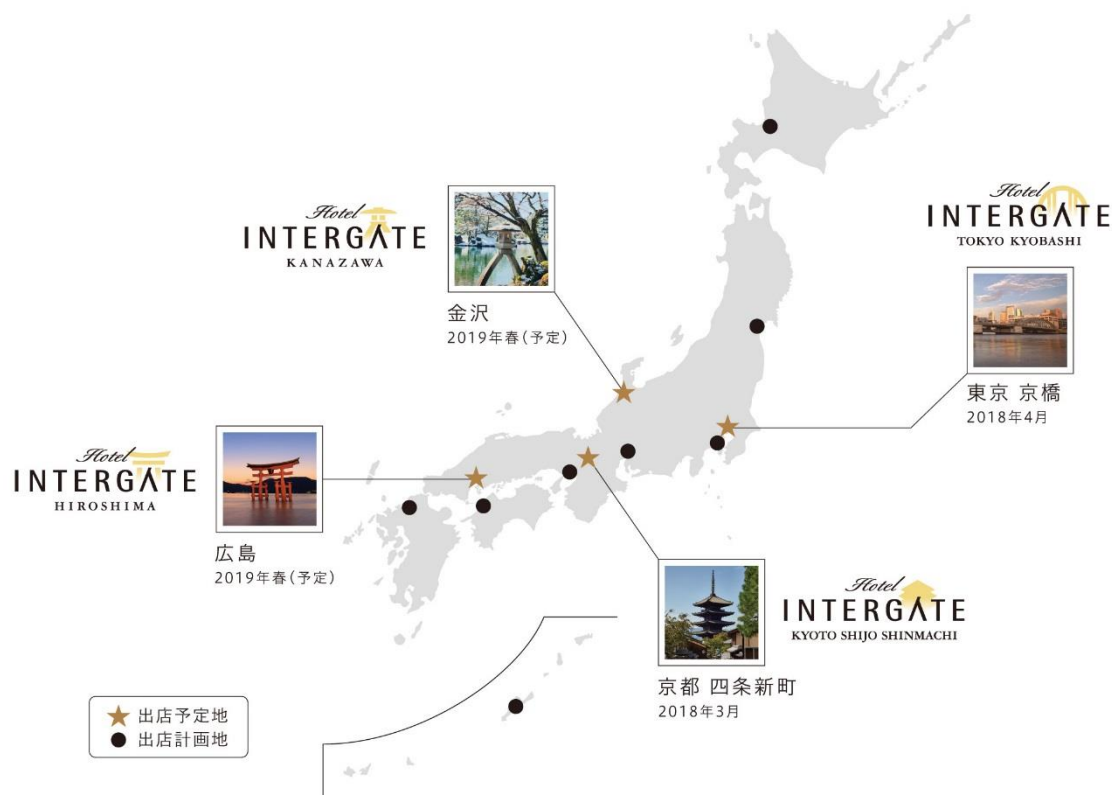 Hotel
INTERGATE
KANAZAWA
金沢
2019年春(予定)
Hotel
INTERGATE
TOKYO KYOBASHI
東京 京橋
2018年4月
Hotel
INTERGATE
HIROSHIMA
広島
2019年春(予定)
Hotel
INTERGATE
KYOTO SHIJO SHINMACHI
京都 四条新町
2018年3月
★ 出店予定地
● 出店計画地